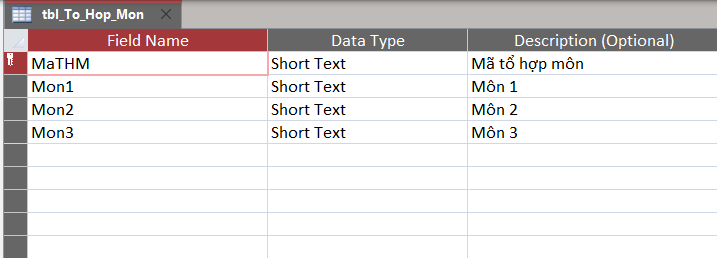 tbl_To_Hop_Mon
Field Name Data Type Description (Optional)
MaTHM Short Text Mã tổ hợp môn
Mon1 Short Text Môn 1
Mon2 Short Text Môn 2
Mon3 Short Text Môn 3